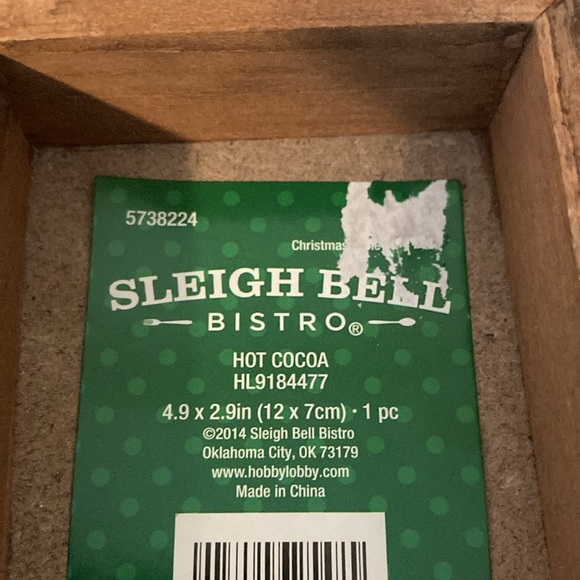 5738224
Christmas
SLEIGH BELL
BISTRO®
HOT COCOA
HL9184477
4.9 x 2.9in (12 x 7cm) · 1 pc
©2014 Sleigh Bell Bistro
Oklahoma City, OK 73179
www.hobbylobby.com
Made in China